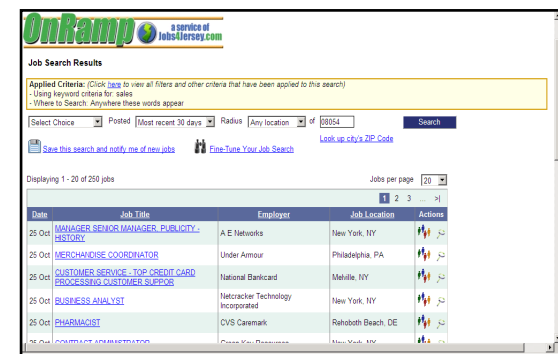 OnRamp a service of
Jobs4Jersey.com
Job Search Results
Applied Criteria: (Click here to view all filters and other criteria that have been applied to this search)
- Using keyword criteria for: sales
- Where to Search: Anywhere these words appear
Select Choice Posted Most recent 30 days Radius Any location of 08054 Search
Look up city's ZIP Code
Save this search and notify me of new jobs Fine-Tune Your Job Search
Displaying 1 - 20 of 250 jobs Jobs per page 20
1 2 3 ... >|
Date Job Title Employer Job Location Actions
25 Oct MANAGER SENIOR MANAGER, PUBLICITY - HISTORY A E Networks New York, NY
25 Oct MERCHANDISE COORDINATOR Under Armour Philadelphia, PA
25 Oct CUSTOMER SERVICE - TOP CREDIT CARD PROCESSING CUSTOMER SUPPOR National Bankcard Melville, NY
25 Oct BUSINESS ANALYST Netcracker Technology Incorporated New York, NY
25 Oct PHARMACIST CVS Caremark Rehoboth Beach, DE
25 Oct CONTRACT ADMINISTRATOR Green Key Resources New York, NY